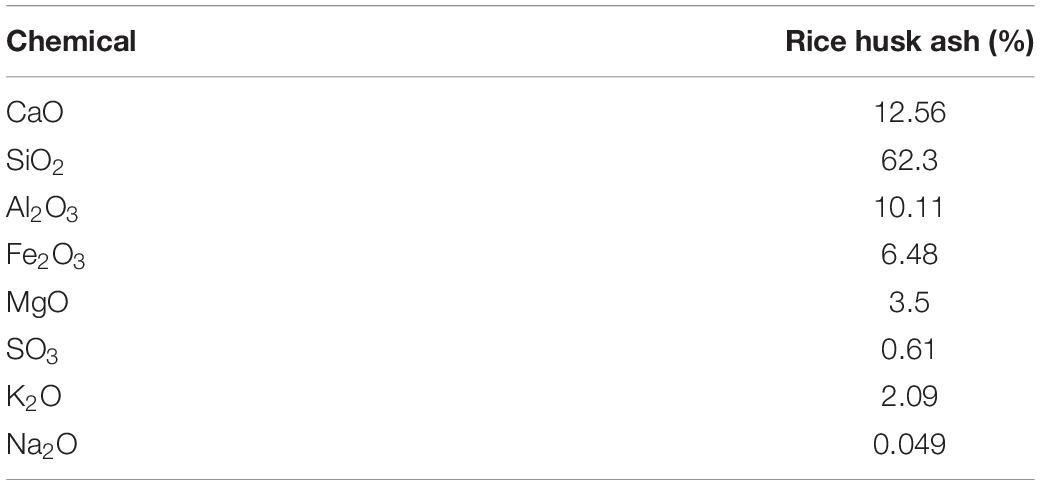 Chemical Rice husk ash (%)
CaO 12.56
SiO₂ 62.3
Al₂O₃ 10.11
Fe₂O₃ 6.48
MgO 3.5
SO₃ 0.61
K₂O 2.09
Na₂O 0.049